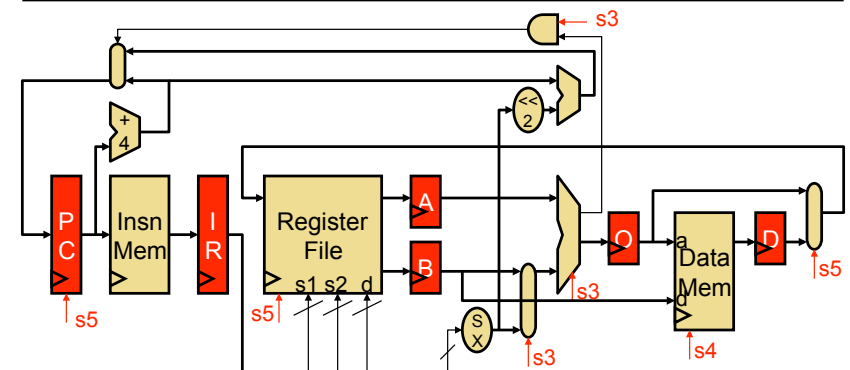 s3
<<
2
+
4
P
C
Insn
Mem
I
R
Register
File
s1 s2 d
A
B
S
X
O
a
Data
Mem
d
D
s5
s5
s3
s3
s4
s5